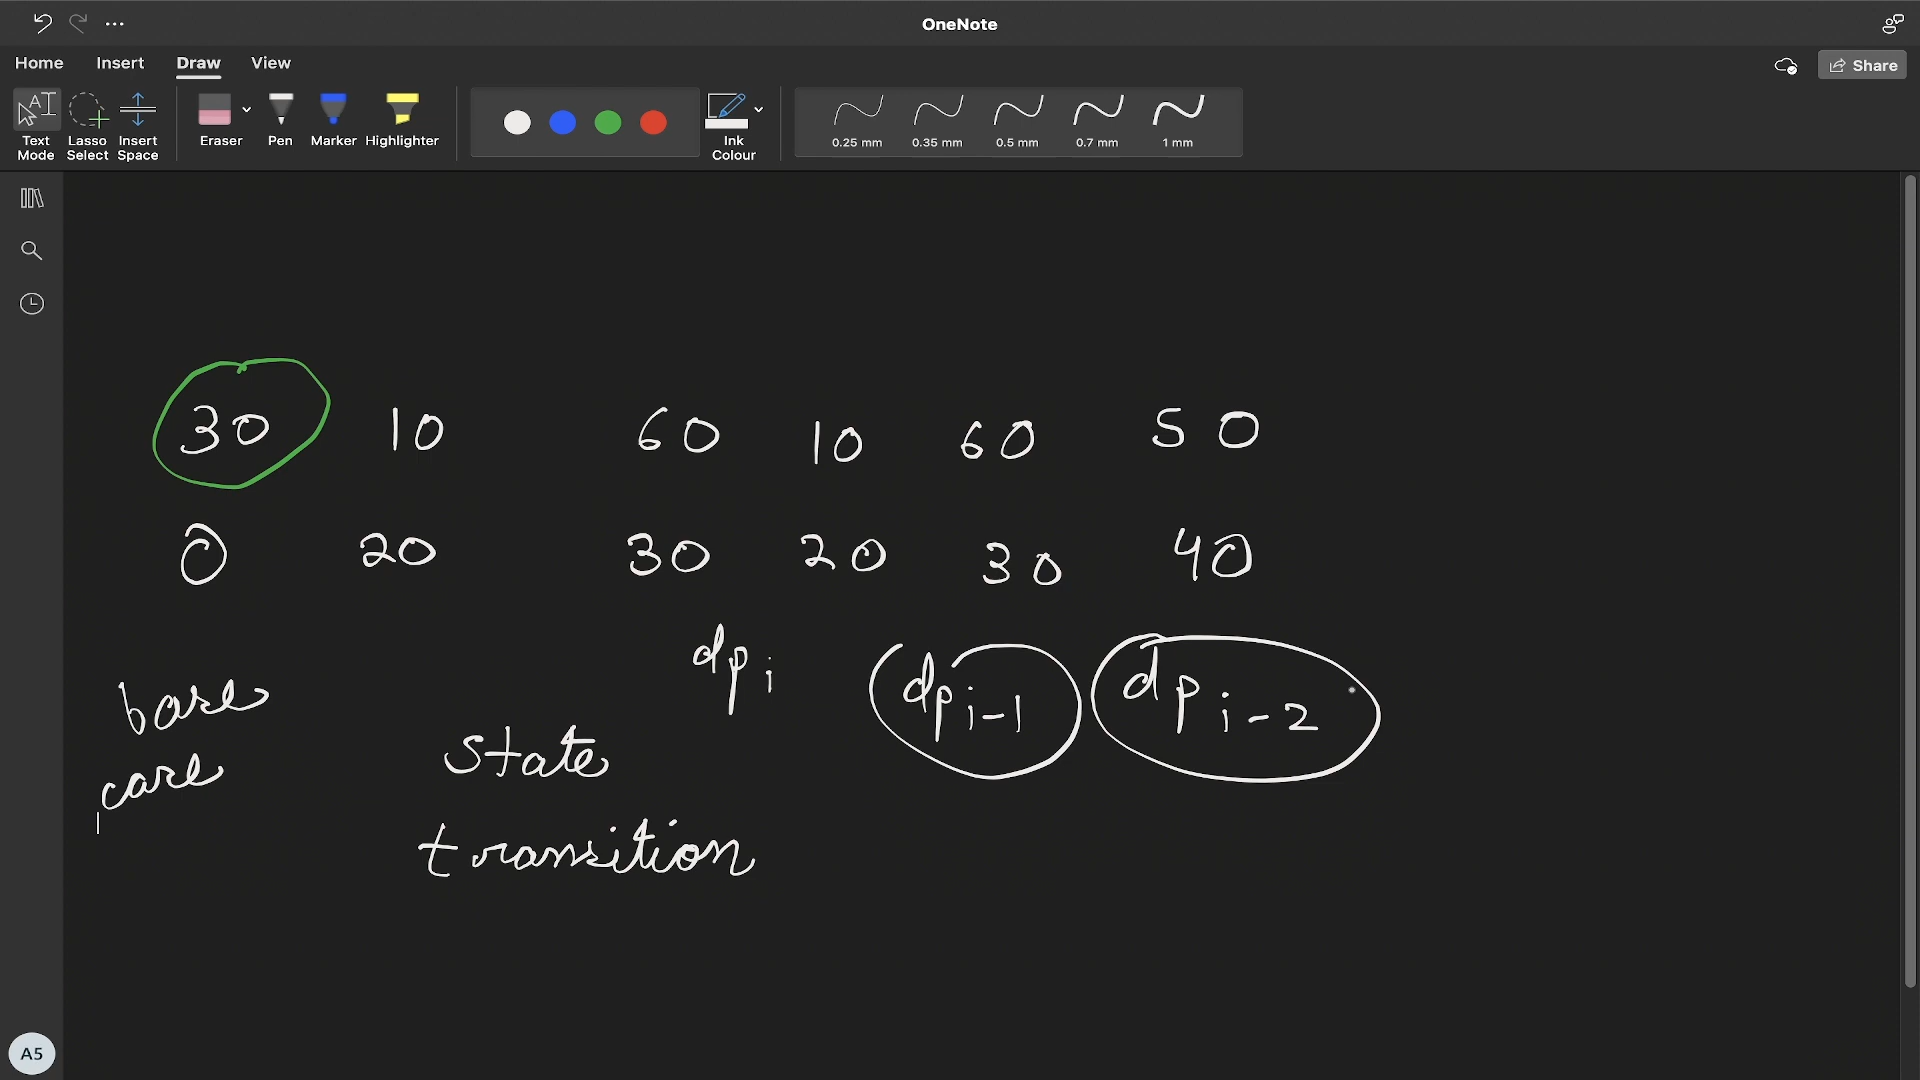 OneNote
Home Insert Draw View
Share
Text Mode
Lasso Select
Insert Space
Eraser
Pen
Marker
Highlighter
Ink Colour
0.25 mm 0.35 mm 0.5 mm 0.7 mm 1 mm
30 10 60 10 60 50
0 20 30 20 30 40
dp i dp i-1 dp i-2
base
case
state
transition
A5